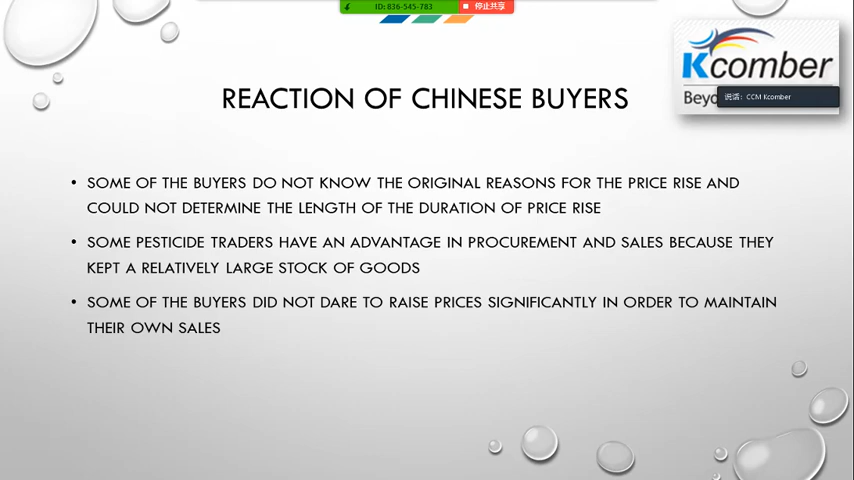 ID: 836-545-783 停止共享
Kcomber
Beyo
说话: CCM Kcomber
REACTION OF CHINESE BUYERS
• SOME OF THE BUYERS DO NOT KNOW THE ORIGINAL REASONS FOR THE PRICE RISE AND
COULD NOT DETERMINE THE LENGTH OF THE DURATION OF PRICE RISE
• SOME PESTICIDE TRADERS HAVE AN ADVANTAGE IN PROCUREMENT AND SALES BECAUSE THEY
KEPT A RELATIVELY LARGE STOCK OF GOODS
• SOME OF THE BUYERS DID NOT DARE TO RAISE PRICES SIGNIFICANTLY IN ORDER TO MAINTAIN
THEIR OWN SALES